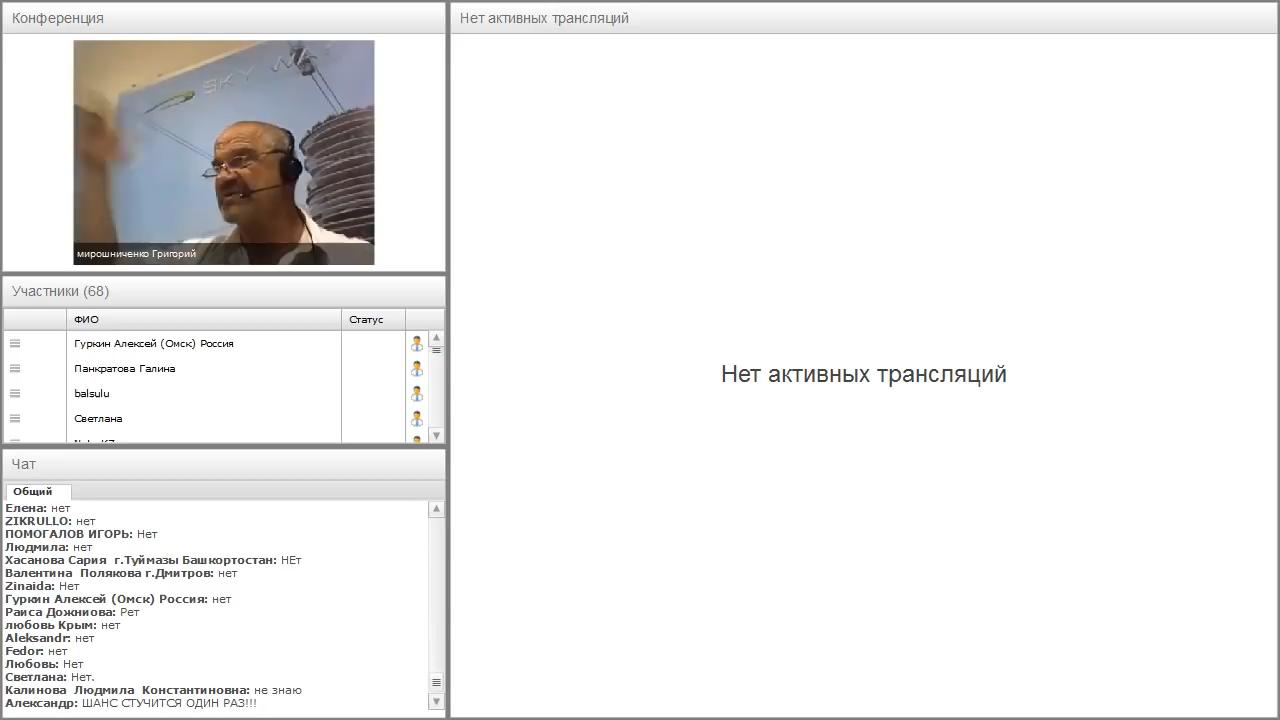 Конференция
SKY WA
мирошниченко Григорий
Участники (68)
ФИО Статус
Гуркин Алексей (Омск) Россия
Панкратова Галина
balsulu
Светлана
Чат
Общий
Елена: нет
ZIKRULLO: нет
ПОМОГАЛОВ ИГОРЬ: Нет
Людмила: нет
Хасанова Сария г.Туймазы Башкортостан: НЕт
Валентина Полякова г.Дмитров: нет
Zinaida: Нет
Гуркин Алексей (Омск) Россия: нет
Раиса Дожниова: Рет
любовь Крым: нет
Aleksandr: нет
Fedor: нет
Любовь: Нет
Светлана: Нет.
Калинова Людмила Константиновна: не знаю
Александр: ШАНС СТУЧИТСЯ ОДИН РАЗ!!!
Нет активных трансляций
Нет активных трансляций